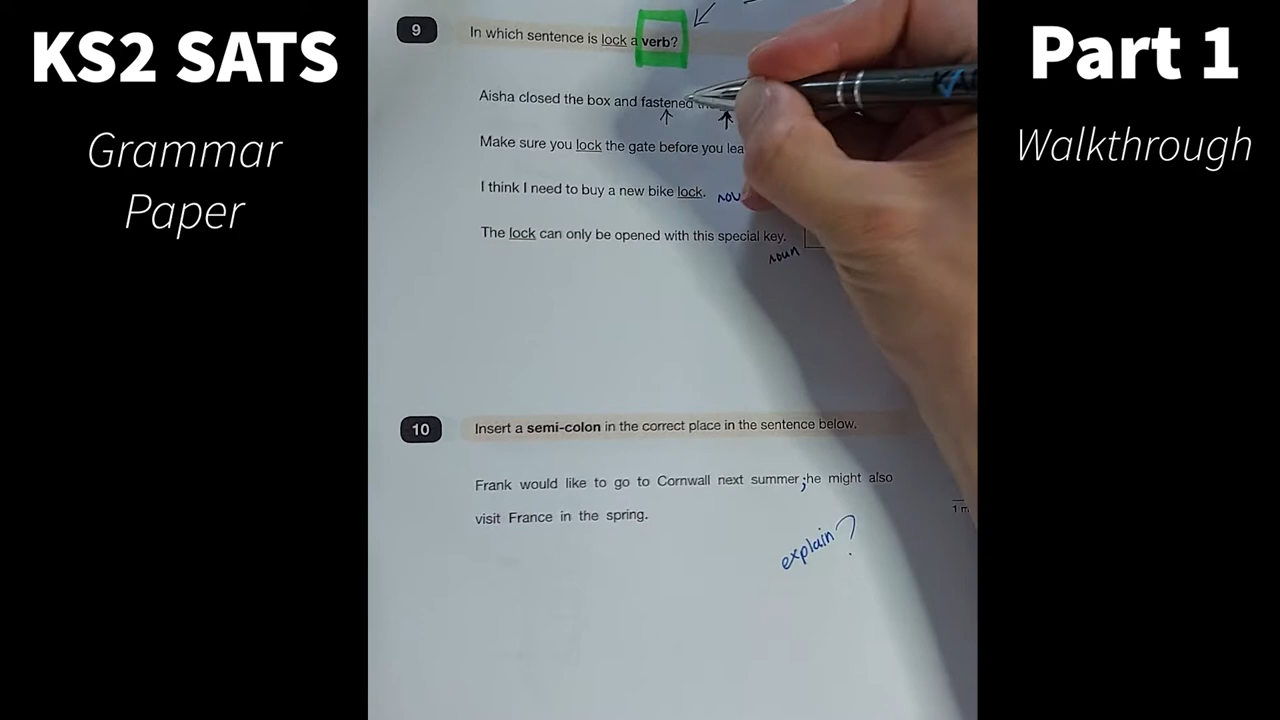 KS2 SATS
Grammar
Paper
Part 1
Walkthrough
9
In which sentence is lock a verb?
Aisha closed the box and fastened
Make sure you lock the gate before you
I think I need to buy a new bike lock.
The lock can only be opened with this special key.
noun
10
Insert a semi-colon in the correct place in the sentence below.
Frank would like to go to Cornwall next summer;he might also
visit France in the spring.
explain?
1 m